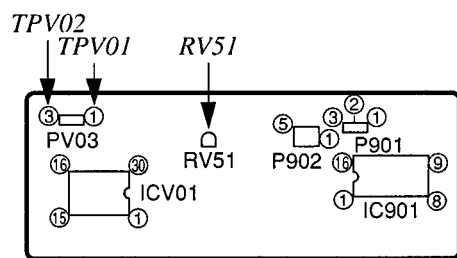 TPV02
TPV01 RV51
3 1 PV03
RV51
5 1 P902
3 2 1 P901
16 30 ICV01 15 1
16 9 1 8 IC901